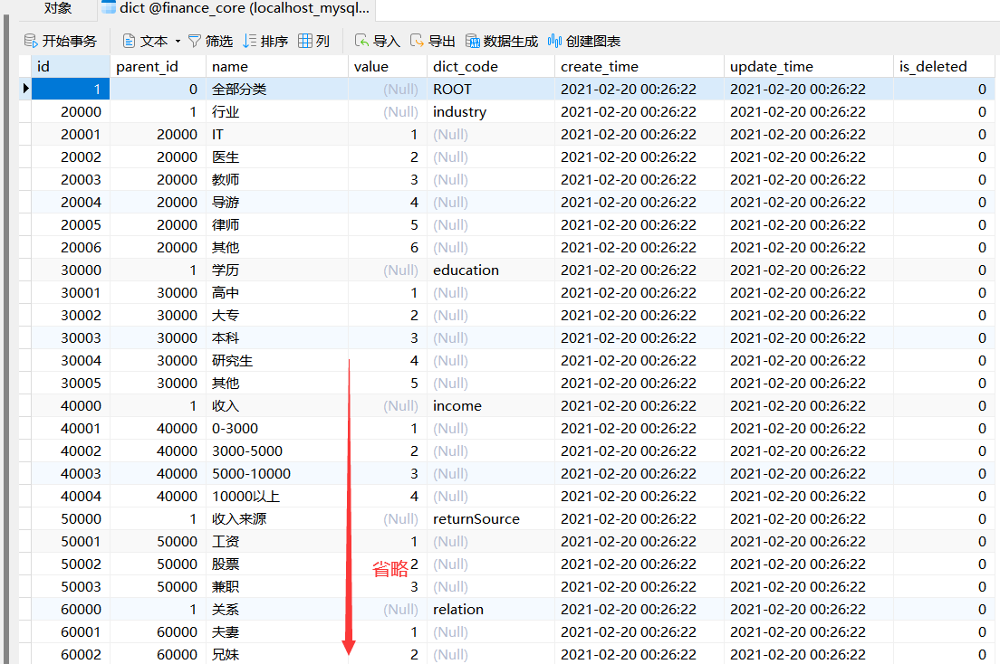 对象 dict @finance_core (localhost_mysql...
开始事务 文本 筛选 排序 列 导入 导出 数据生成 创建图表
id parent_id name value dict_code create_time update_time is_deleted
1 0 全部分类 (Null) ROOT 2021-02-20 00:26:22 2021-02-20 00:26:22 0
20000 1 行业 (Null) industry 2021-02-20 00:26:22 2021-02-20 00:26:22 0
20001 20000 IT 1 (Null) 2021-02-20 00:26:22 2021-02-20 00:26:22 0
20002 20000 医生 2 (Null) 2021-02-20 00:26:22 2021-02-20 00:26:22 0
20003 20000 教师 3 (Null) 2021-02-20 00:26:22 2021-02-20 00:26:22 0
20004 20000 导游 4 (Null) 2021-02-20 00:26:22 2021-02-20 00:26:22 0
20005 20000 律师 5 (Null) 2021-02-20 00:26:22 2021-02-20 00:26:22 0
20006 20000 其他 6 (Null) 2021-02-20 00:26:22 2021-02-20 00:26:22 0
30000 1 学历 (Null) education 2021-02-20 00:26:22 2021-02-20 00:26:22 0
30001 30000 高中 1 (Null) 2021-02-20 00:26:22 2021-02-20 00:26:22 0
30002 30000 大专 2 (Null) 2021-02-20 00:26:22 2021-02-20 00:26:22 0
30003 30000 本科 3 (Null) 2021-02-20 00:26:22 2021-02-20 00:26:22 0
30004 30000 研究生 4 (Null) 2021-02-20 00:26:22 2021-02-20 00:26:22 0
30005 30000 其他 5 (Null) 2021-02-20 00:26:22 2021-02-20 00:26:22 0
40000 1 收入 (Null) income 2021-02-20 00:26:22 2021-02-20 00:26:22 0
40001 40000 0-3000 1 (Null) 2021-02-20 00:26:22 2021-02-20 00:26:22 0
40002 40000 3000-5000 2 (Null) 2021-02-20 00:26:22 2021-02-20 00:26:22 0
40003 40000 5000-10000 3 (Null) 2021-02-20 00:26:22 2021-02-20 00:26:22 0
40004 40000 10000以上 4 (Null) 2021-02-20 00:26:22 2021-02-20 00:26:22 0
50000 1 收入来源 (Null) returnSource 2021-02-20 00:26:22 2021-02-20 00:26:22 0
50001 50000 工资 1 (Null) 2021-02-20 00:26:22 2021-02-20 00:26:22 0
50002 50000 股票 省略 2 (Null) 2021-02-20 00:26:22 2021-02-20 00:26:22 0
50003 50000 兼职 3 (Null) 2021-02-20 00:26:22 2021-02-20 00:26:22 0
60000 1 关系 (Null) relation 2021-02-20 00:26:22 2021-02-20 00:26:22 0
60001 60000 夫妻 1 (Null) 2021-02-20 00:26:22 2021-02-20 00:26:22 0
60002 60000 兄妹 2 (Null) 2021-02-20 00:26:22 2021-02-20 00:26:22 0